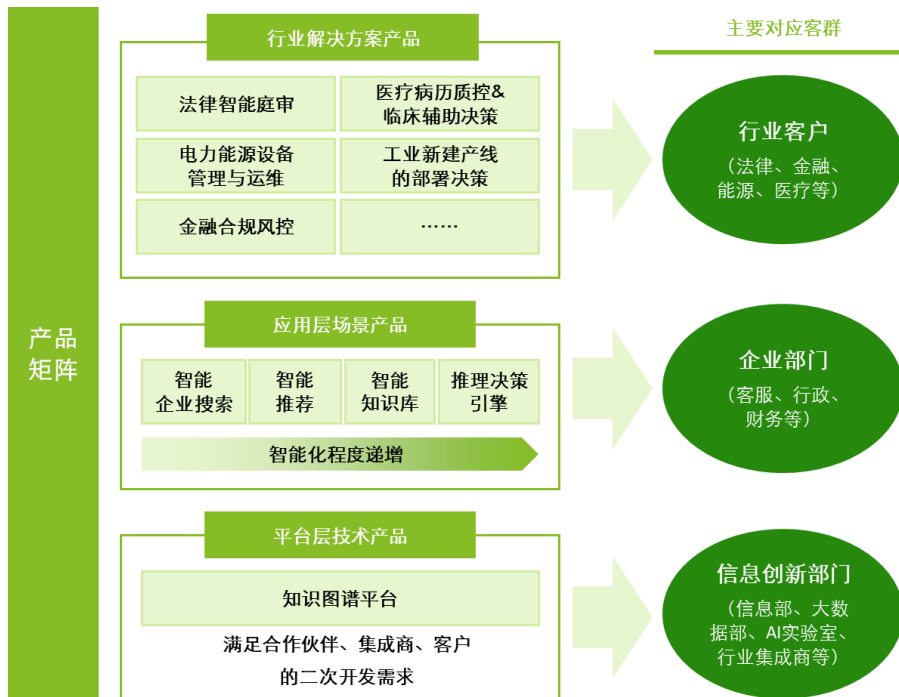 产品
矩阵
行业解决方案产品
法律智能庭审
医疗病历质控&
临床辅助决策
电力能源设备
管理与运维
工业新建产线
的部署决策
金融合规风控
……
主要对应客群
行业客户
（法律、金融、
能源、医疗等）
应用层场景产品
智能
企业搜索
智能
推荐
智能
知识库
推理决策
引擎
智能化程度递增
企业部门
（客服、行政、
财务等）
平台层技术产品
知识图谱平台
满足合作伙伴、集成商、客户
的二次开发需求
信息创新部门
（信息部、大数
据部、AI实验室、
行业集成商等）